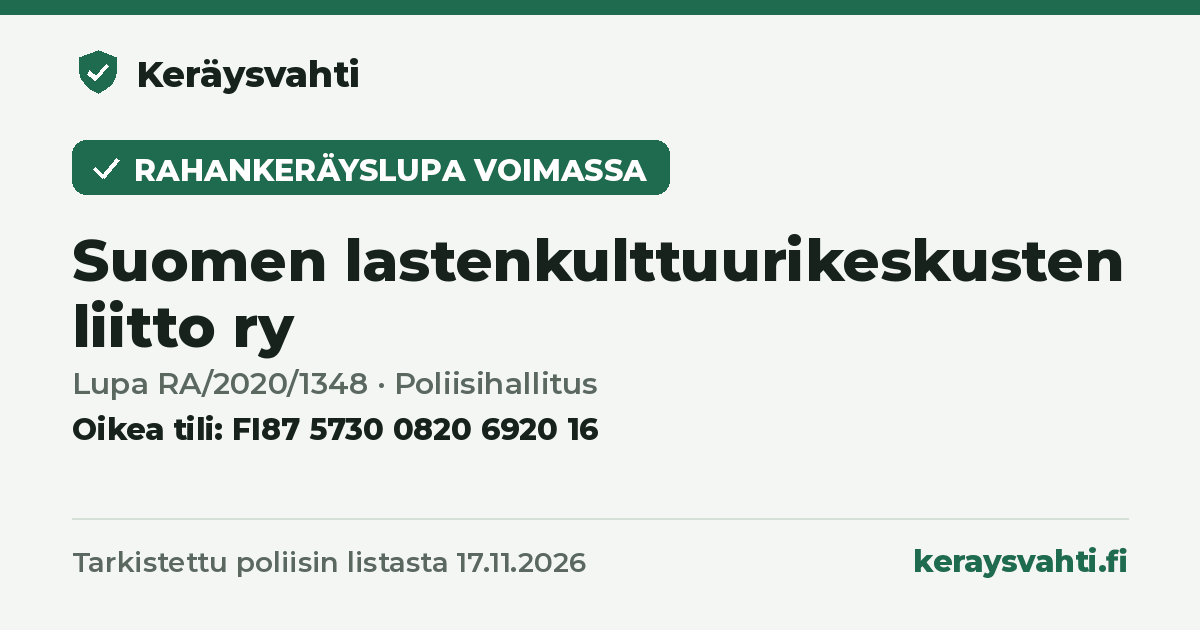 Keräysvahti
RAHANKERÄYSLUPA VOIMASSA
Suomen lastenkulttuurikeskusten
liitto ry
Lupa RA/2020/1348 · Poliisihallitus
Oikea tili: FI87 5730 0820 6920 16
Tarkistettu poliisin listasta 17.11.2026
keraysvahti.fi